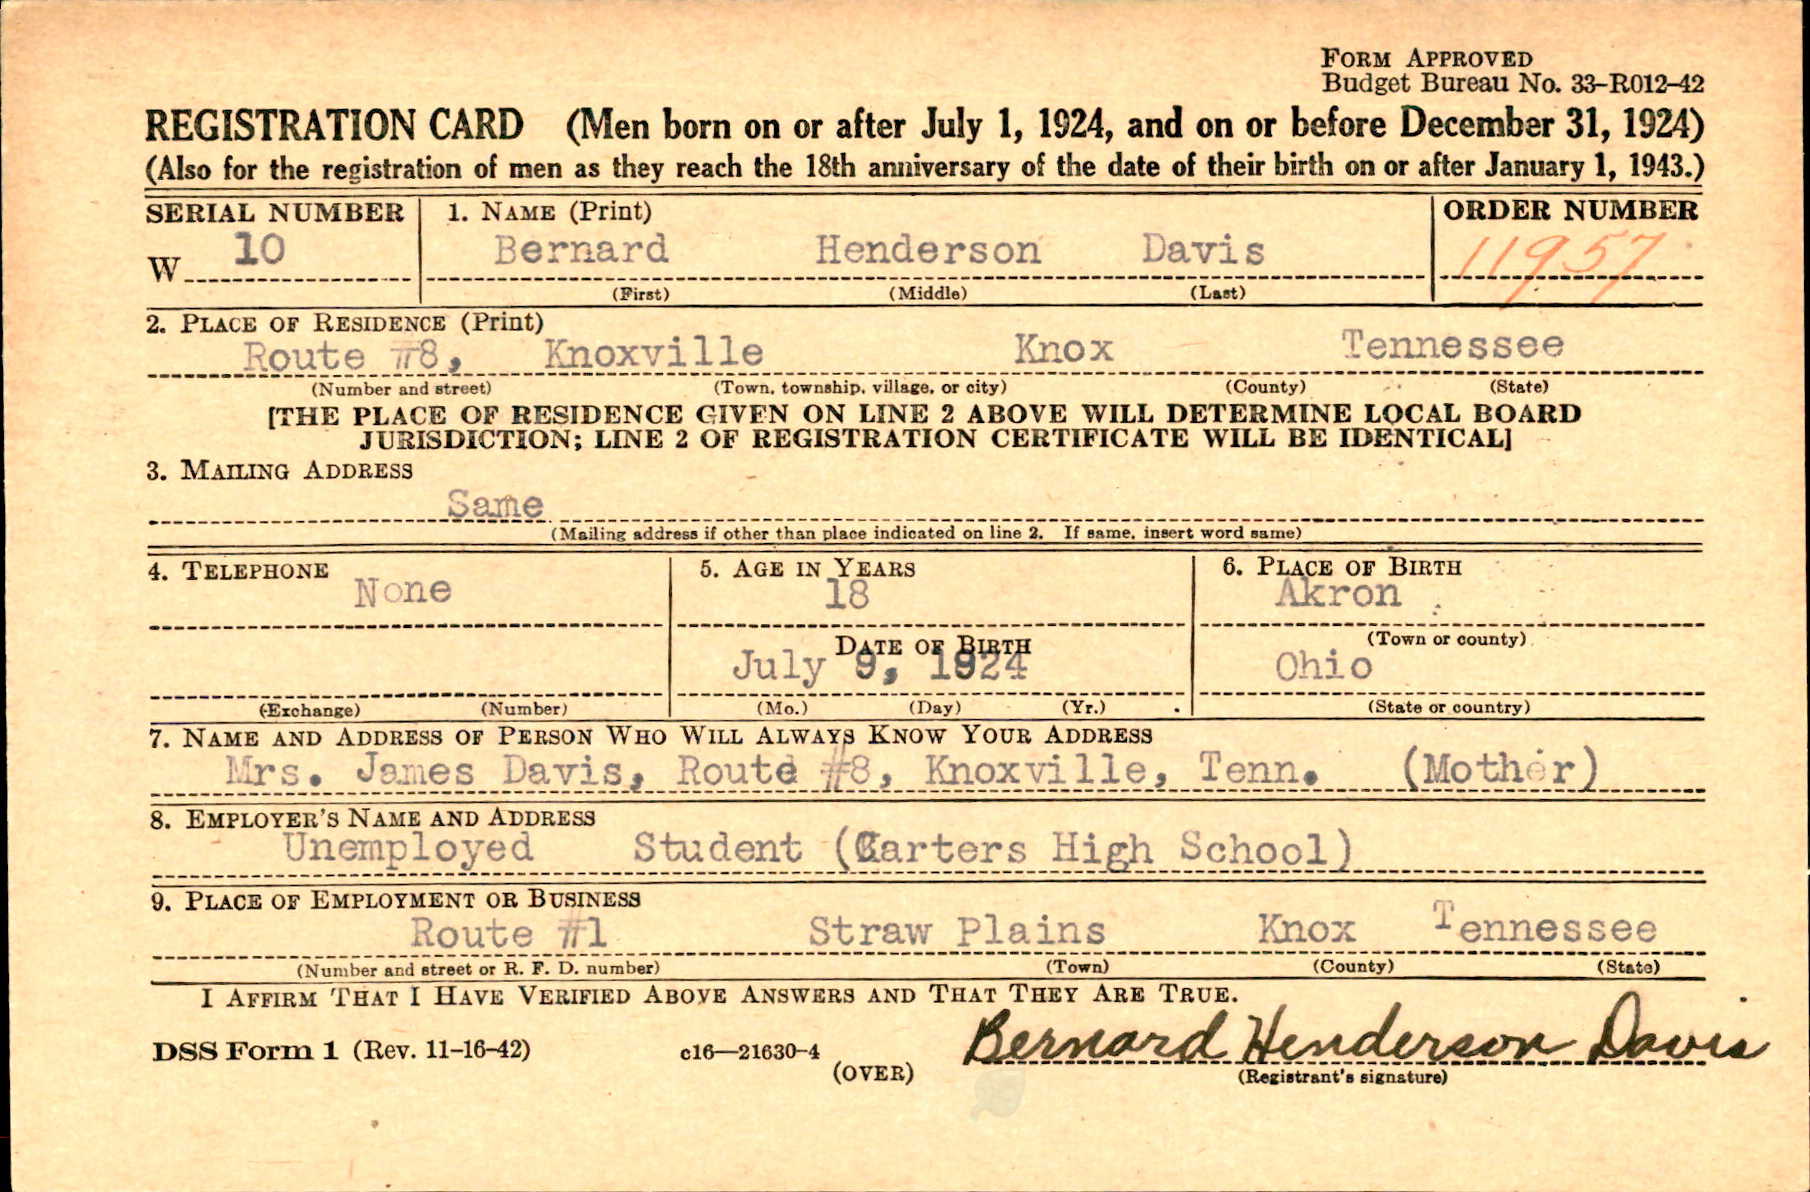 FORM APPROVED
Budget Bureau No. 33-R012-42
REGISTRATION CARD (Men born on or after July 1, 1924, and on or before December 31, 1924)
(Also for the registration of men as they reach the 18th anniversary of the date of their birth on or after January 1, 1943.)
SERIAL NUMBER 1. NAME (Print) ORDER NUMBER
W 10 Bernard Henderson Davis 11957
(First) (Middle) (Last)
2. PLACE OF RESIDENCE (Print)
Route #8, Knoxville Knox Tennessee
(Number and street) (Town, township, village, or city) (County) (State)
[THE PLACE OF RESIDENCE GIVEN ON LINE 2 ABOVE WILL DETERMINE LOCAL BOARD
JURISDICTION; LINE 2 OF REGISTRATION CERTIFICATE WILL BE IDENTICAL]
3. MAILING ADDRESS
Same
(Mailing address if other than place indicated on line 2. If same, insert word same)
4. TELEPHONE 5. AGE IN YEARS 6. PLACE OF BIRTH
None 18 Akron
DATE OF BIRTH (Town or county)
July 9, 1924 Ohio
(Exchange) (Number) (Mo.) (Day) (Yr.) (State or country)
7. NAME AND ADDRESS OF PERSON WHO WILL ALWAYS KNOW YOUR ADDRESS
Mrs. James Davis, Route #8, Knoxville, Tenn. (Mother)
8. EMPLOYER'S NAME AND ADDRESS
Unemployed Student (Carters High School)
9. PLACE OF EMPLOYMENT OR BUSINESS
Route #1 Straw Plains Knox Tennessee
(Number and street or R. F. D. number) (Town) (County) (State)
I AFFIRM THAT I HAVE VERIFIED ABOVE ANSWERS AND THAT THEY ARE TRUE.
Bernard Henderson Davis
DSS Form 1 (Rev. 11-16-42) c16—21630-4
(OVER) (Registrant's signature)